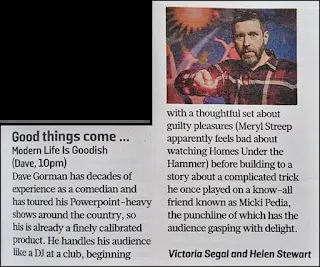 Good things come ...
Modern Life Is Goodish
(Dave, 10pm)
Dave Gorman has decades of
experience as a comedian and
has toured his Powerpoint-heavy
shows around the country, so
his is already a finely calibrated
product. He handles his audience
like a DJ at a club, beginning
with a thoughtful set about
guilty pleasures (Meryl Streep
apparently feels bad about
watching Homes Under the
Hammer) before building to a
story about a complicated trick
he once played on a know-all
friend known as Micki Pedia,
the punchline of which has the
audience gasping with delight.
Victoria Segal and Helen Stewart